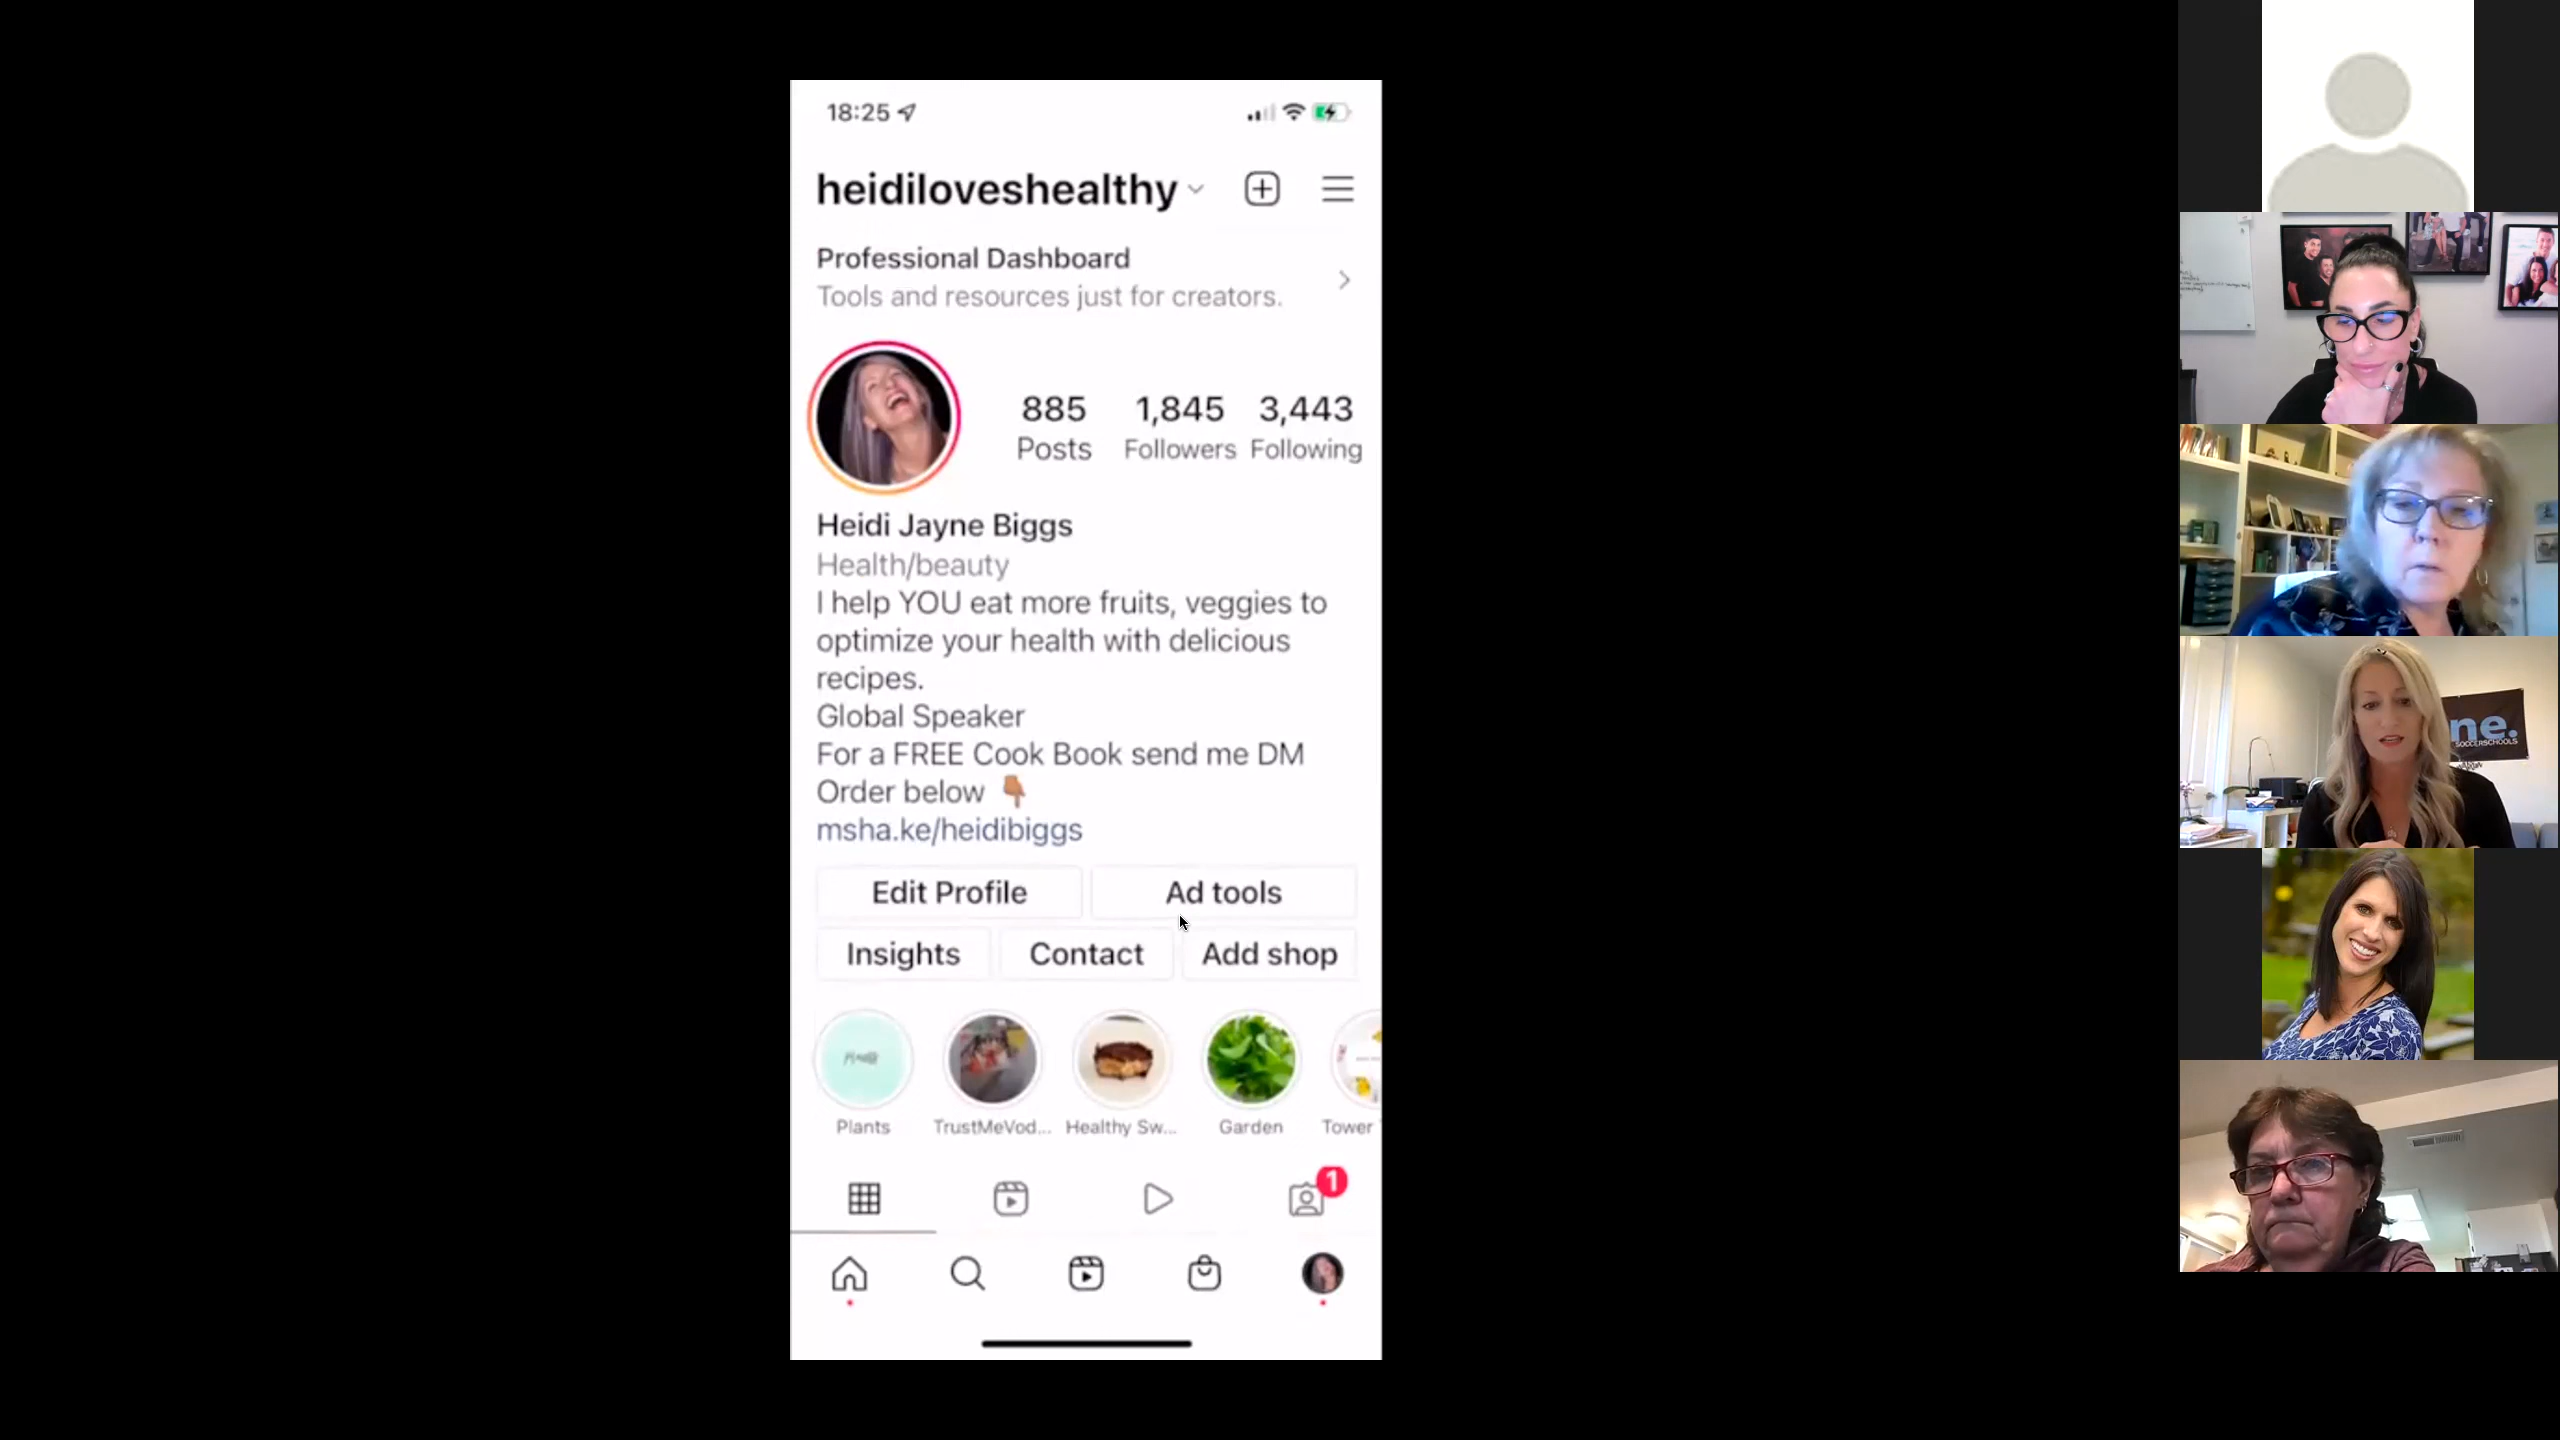 18:25
heidiloveshealthy
Professional Dashboard
Tools and resources just for creators.
885
1,845
3,443
Posts
Followers
Following
Heidi Jayne Biggs
Health/beauty
I help YOU eat more fruits, veggies to
optimize your health with delicious
recipes.
Global Speaker
For a FREE Cook Book send me DM
Order below 👇🏽
msha.ke/heidibiggs
Edit Profile
Ad tools
Insights
Contact
Add shop
Plants
TrustMeVod...
Healthy Sw...
Garden
Tower
1
ne.
SOCCERSCHOOLS